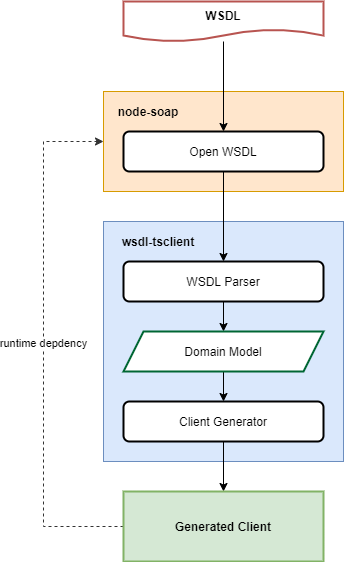 WSDL
node-soap
Open WSDL
wsdl-tsclient
WSDL Parser
runtime depdency
Domain Model
Client Generator
Generated Client